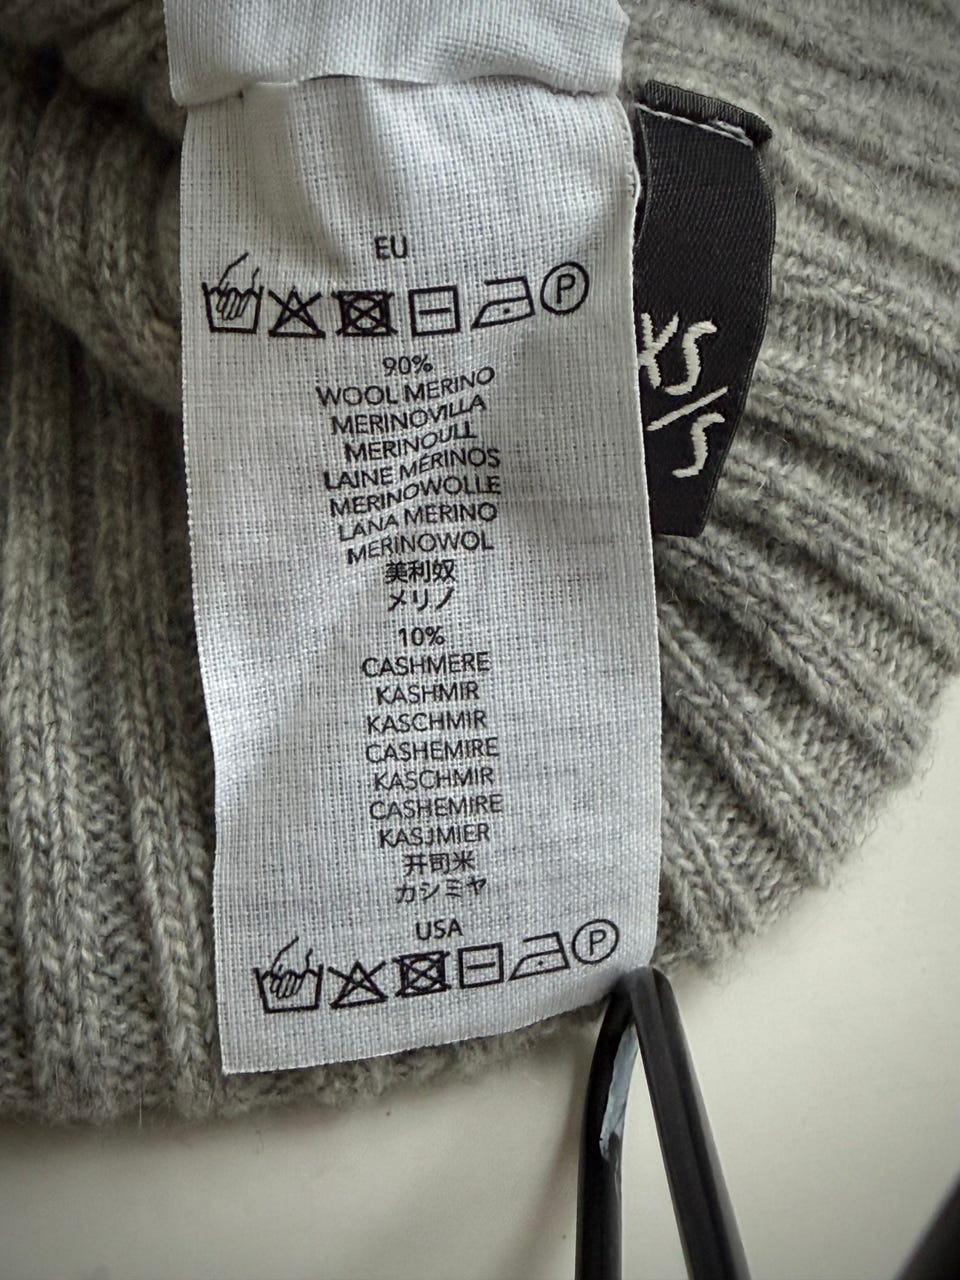 EU
P
90%
WOOL MERINO
MERINOVILLA
MERINOULL
LAINE MÉRINOS
MERINOWOLLE
LANA MERINO
MERINOWOL
美利奴
メリノ
10%
CASHMERE
KASHMIR
KASCHMIR
CASHEMIRE
KASCHMIR
CASHEMIRE
KASJMIER
开司米
カシミヤ
USA
P
XS
/S